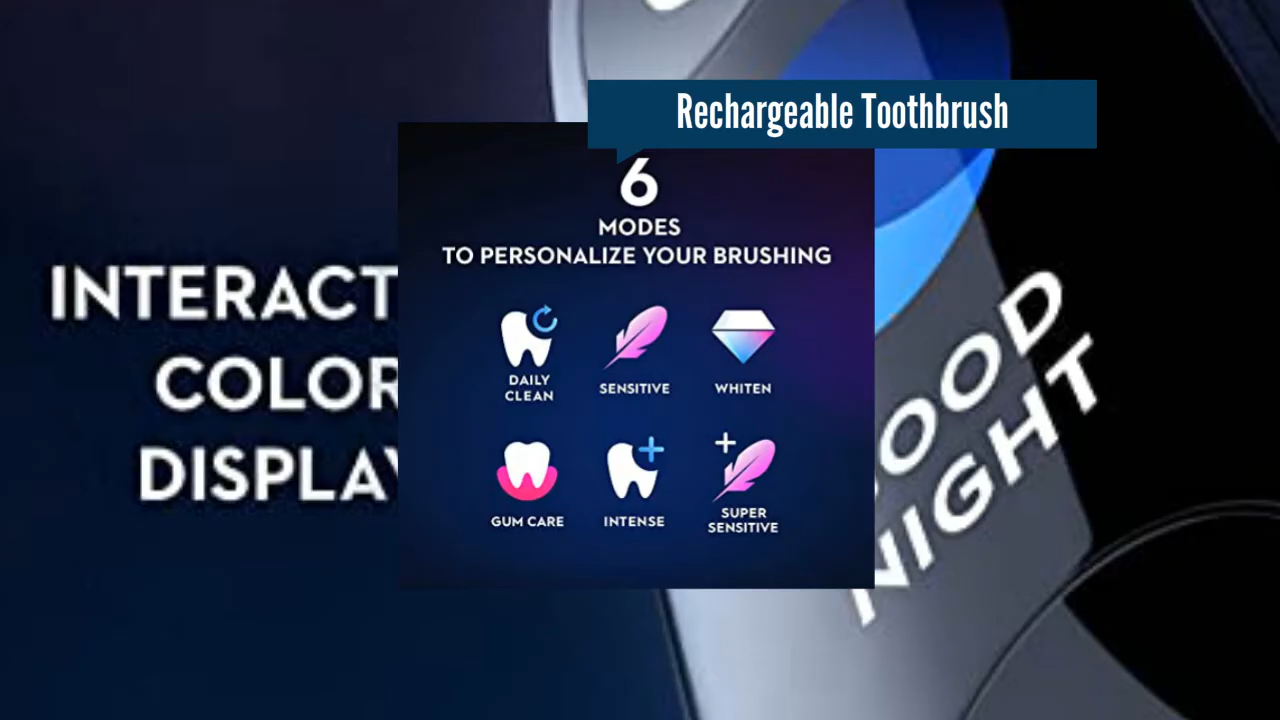 Rechargeable Toothbrush
6
MODES
TO PERSONALIZE YOUR BRUSHING
DAILY
CLEAN
SENSITIVE
WHITEN
GUM CARE
INTENSE
SUPER
SENSITIVE
INTERACT
COLOR
DISPLAY
OOD
NIGHT